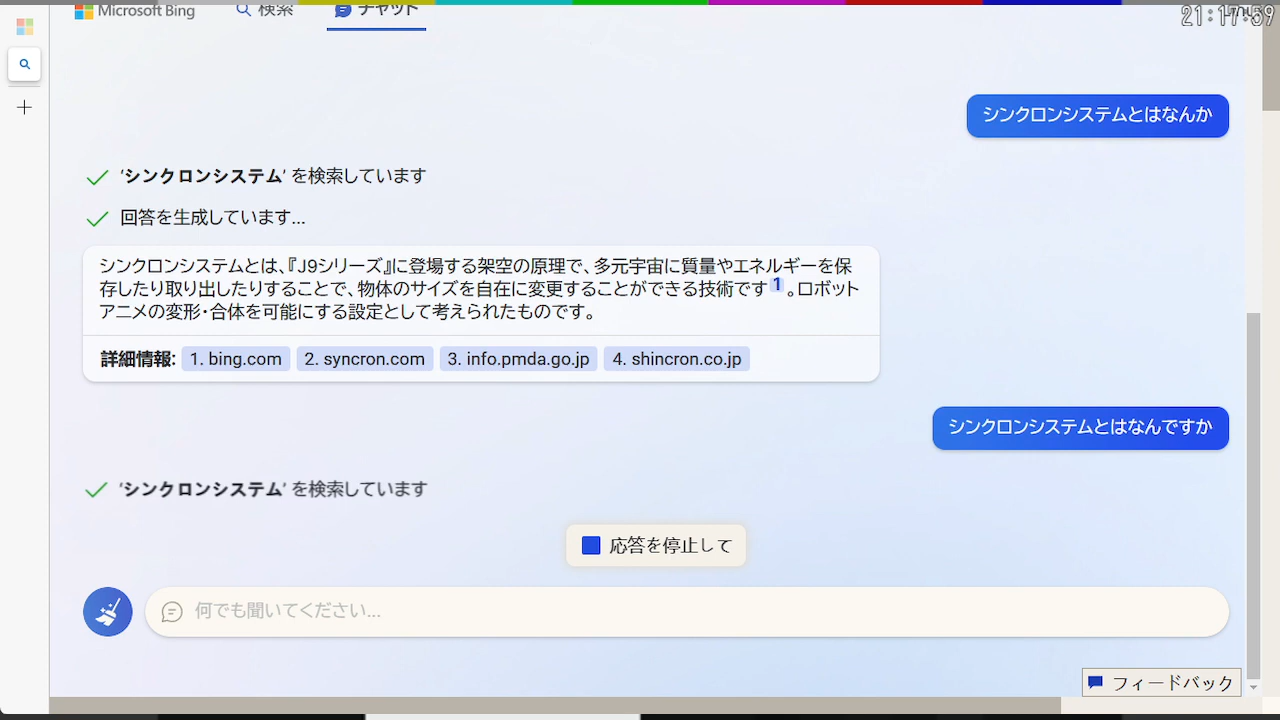 Microsoft Bing
検索
チャット
21:17:59
シンクロンシステムとはなんか
'シンクロンシステム' を検索しています
回答を生成しています...
シンクロンシステムとは、『J9シリーズ』に登場する架空の原理で、多元宇宙に質量やエネルギーを保
存したり取り出したりすることで、物体のサイズを自在に変更することができる技術です1。ロボット
アニメの変形・合体を可能にする設定として考えられたものです。
詳細情報: 1. bing.com 2. syncron.com 3. info.pmda.go.jp 4. shincron.co.jp
シンクロンシステムとはなんですか
'シンクロンシステム' を検索しています
応答を停止して
何でも聞いてください...
フィードバック